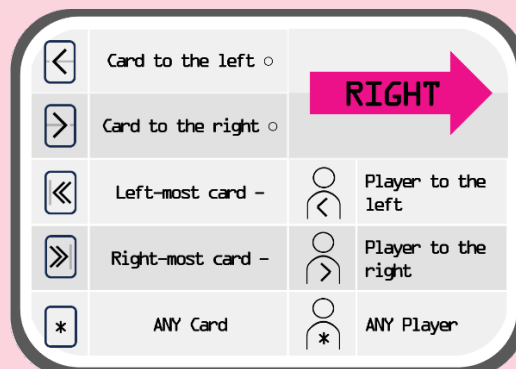 < Card to the left ○
RIGHT
> Card to the right ○
≪ Left-most card –
< Player to the
left
≫ Right-most card –
> Player to the
right
* ANY Card
* ANY Player